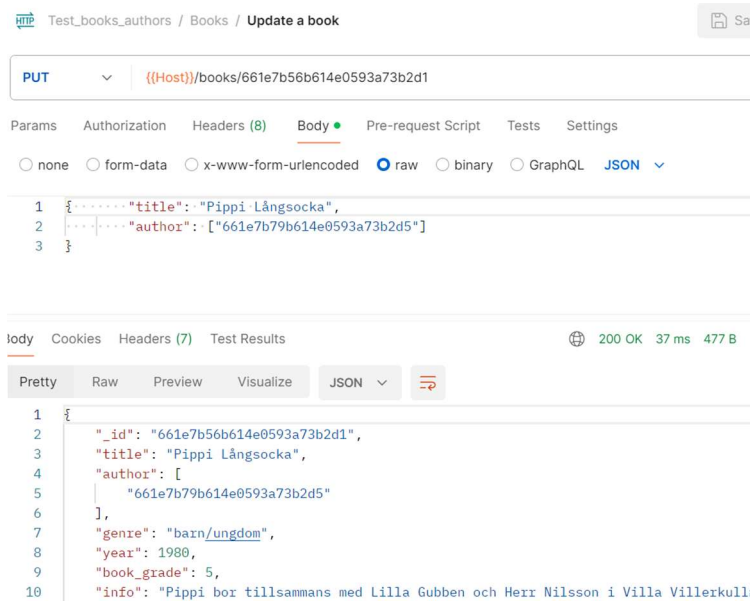 HTTP Test_books_authors / Books / Update a book
PUT {{Host}}/books/661e7b56b614e0593a73b2d1
Params Authorization Headers (8) Body Pre-request Script Tests Settings
none form-data x-www-form-urlencoded raw binary GraphQL JSON
1 { "title": "Pippi Långsocka",
2 "author": ["661e7b79b614e0593a73b2d5"]
3 }
Body Cookies Headers (7) Test Results 200 OK 37 ms 477 B
Pretty Raw Preview Visualize JSON
1 {
2 "_id": "661e7b56b614e0593a73b2d1",
3 "title": "Pippi Långsocka",
4 "author": [
5 "661e7b79b614e0593a73b2d5"
6 ],
7 "genre": "barn/ungdom",
8 "year": 1980,
9 "book_grade": 5,
10 "info": "Pippi bor tillsammans med Lilla Gubben och Herr Nilsson i Villa Villerkull